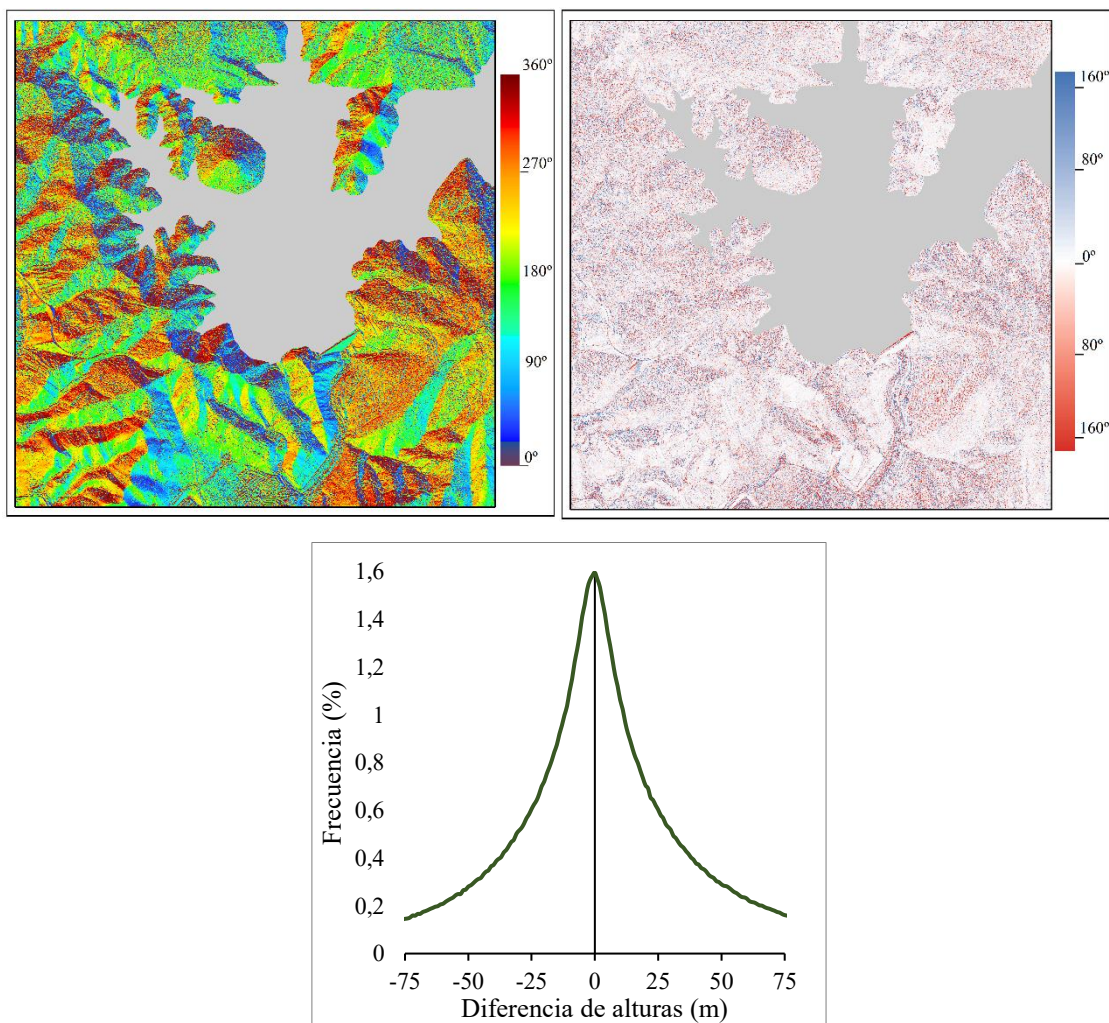 360º
270º
180º
90º
0º
160º
80º
0º
80º
160º
Frecuencia (%)
1,6
1,4
1,2
1
0,8
0,6
0,4
0,2
0
-75
-50
-25
0
25
50
75
Diferencia de alturas (m)